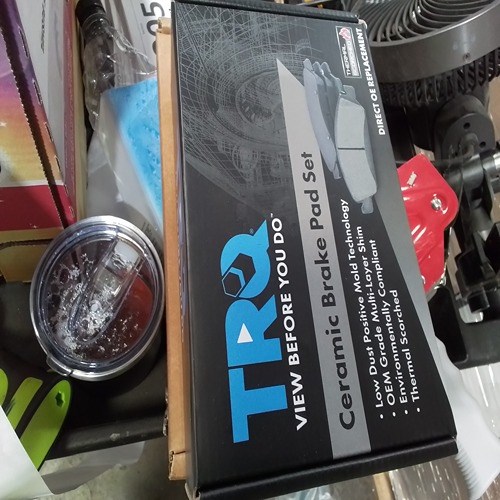 TRQ
VIEW BEFORE YOU DO
Ceramic Brake Pad Set
• Low Dust Positive Mold Technology
• OEM Grade Multi-Layer Shim
• Environmentally Compliant
• Thermal Scorched
DIRECT OE REPLACEMENT
THERMAL